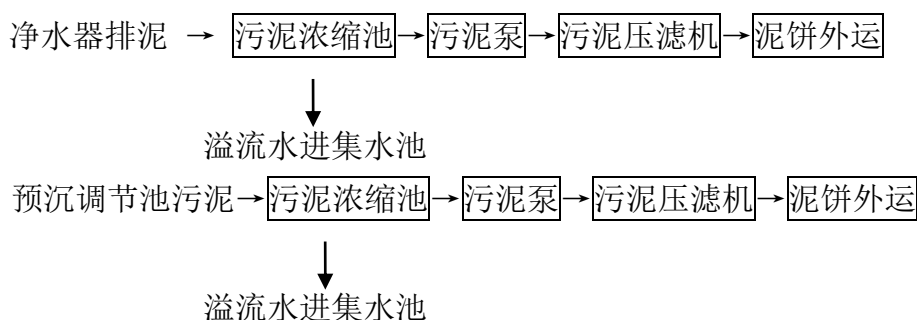 净水器排泥 → 污泥浓缩池→污泥泵→污泥压滤机→泥饼外运
溢流水进集水池
预沉调节池污泥→污泥浓缩池→污泥泵→污泥压滤机→泥饼外运
溢流水进集水池